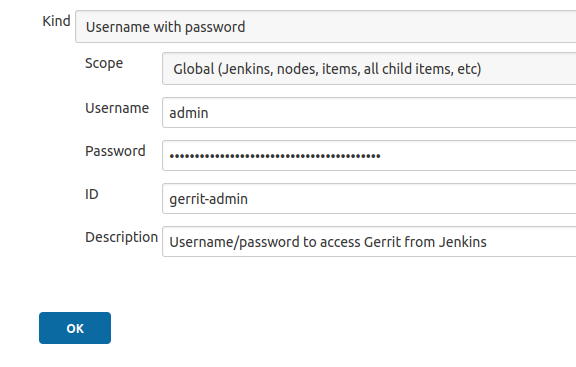 Kind Username with password
Scope Global (Jenkins, nodes, items, all child items, etc)
Username admin
Password ••••••••••••••••••••••••••••••••••••••••••
ID gerrit-admin
Description Username/password to access Gerrit from Jenkins
OK